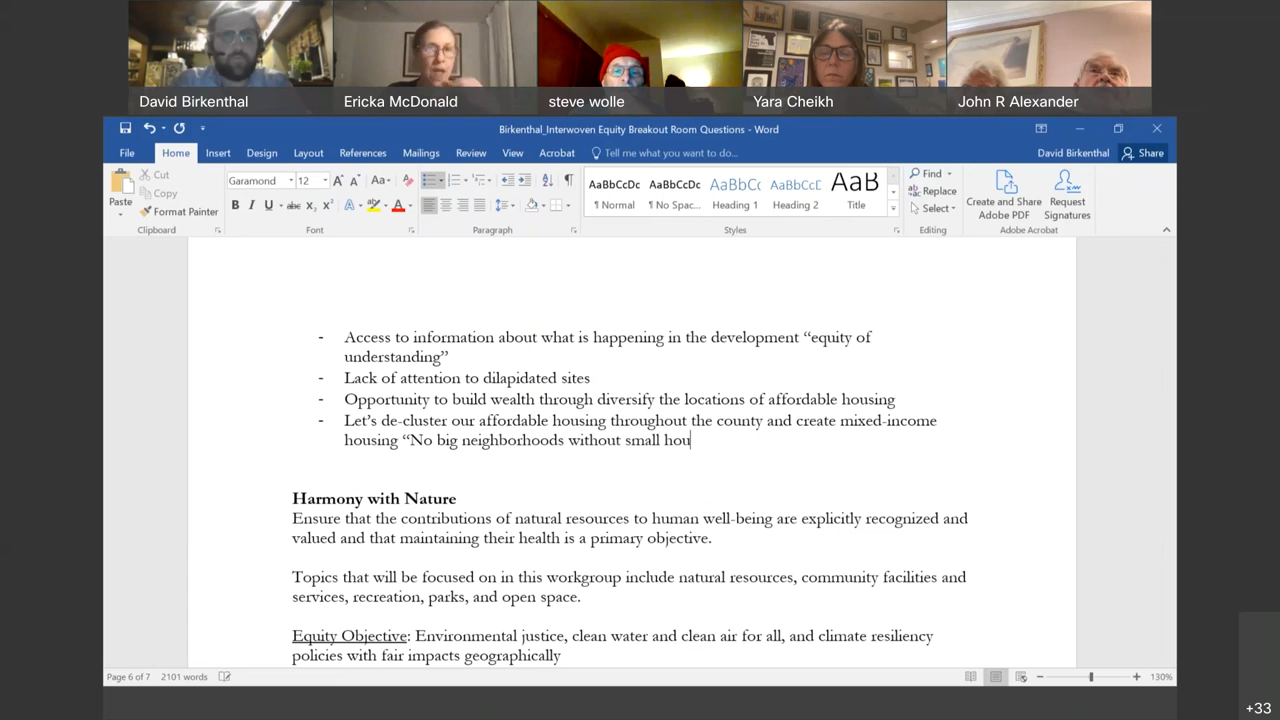 David Birkenthal
Ericka McDonald
steve wolle
Yara Cheikh
John R Alexander
Birkenthal_Interwoven Equity Breakout Room Questions - Word
File Home Insert Design Layout References Mailings Review View Acrobat Tell me what you want to do... David Birkenthal Share
Paste
Cut
Copy
Format Painter
Clipboard
Garamond 12
Aa
B I U abc X₂ X² A A
Font
Paragraph
AaBbCcDc AaBbCcDc AaBbCc AaBbCcD AaB
¶ Normal ¶ No Spac... Heading 1 Heading 2 Title
Styles
Find
Replace
Select
Editing
Create and Share Request
Adobe PDF Signatures
Adobe Acrobat
- Access to information about what is happening in the development “equity of
understanding”
- Lack of attention to dilapidated sites
- Opportunity to build wealth through diversify the locations of affordable housing
- Let’s de-cluster our affordable housing throughout the county and create mixed-income
housing “No big neighborhoods without small hou
Harmony with Nature
Ensure that the contributions of natural resources to human well-being are explicitly recognized and
valued and that maintaining their health is a primary objective.
Topics that will be focused on in this workgroup include natural resources, community facilities and
services, recreation, parks, and open space.
Equity Objective: Environmental justice, clean water and clean air for all, and climate resiliency
policies with fair impacts geographically
Page 6 of 7 2101 words 130%
+33